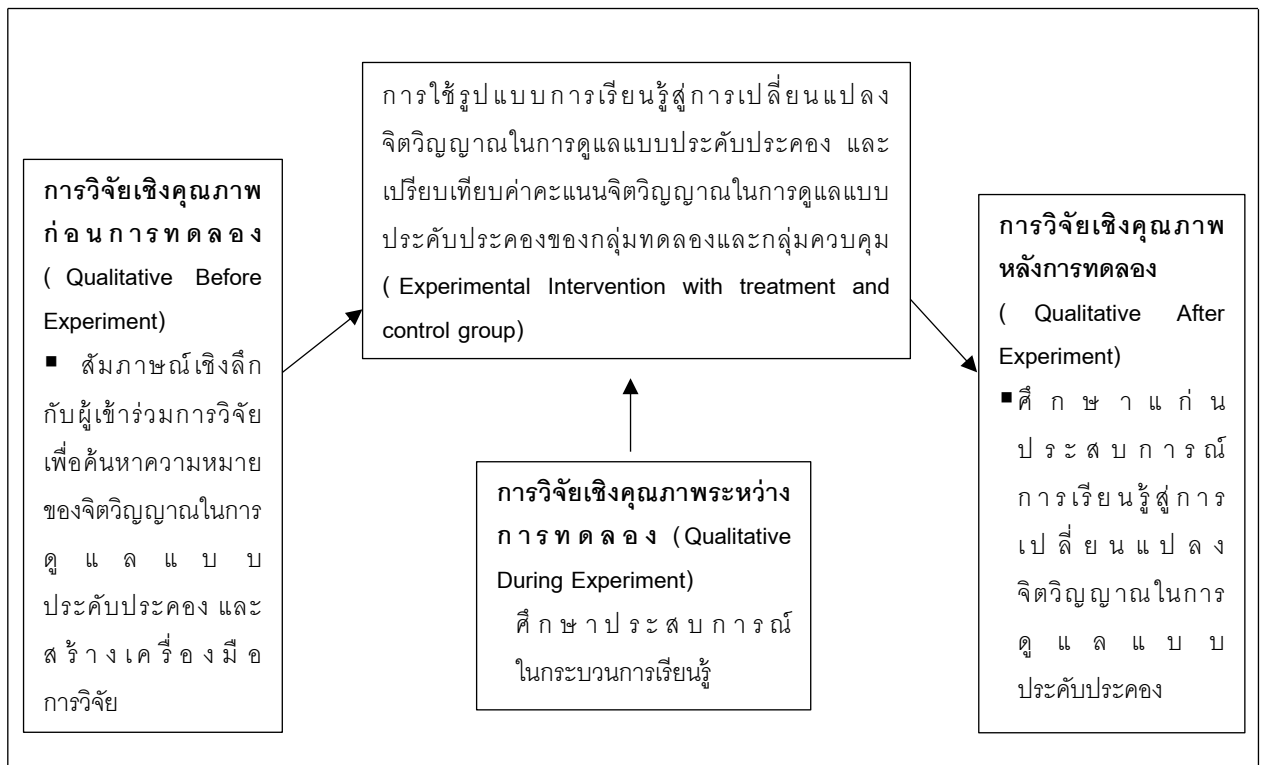 การวิจัยเชิงคุณภาพ
ก่อนการทดลอง
( Qualitative Before
Experiment)
▪ สัมภาษณ์เชิงลึก
กับผู้เข้าร่วมการวิจัย
เพื่อค้นหาความหมาย
ของจิตวิญญาณในการ
ดูแลแบบ
ประคับประคอง และ
สร้างเครื่องมือ
การวิจัย
การใช้รูปแบบการเรียนรู้สู่การเปลี่ยนแปลง
จิตวิญญาณในการดูแลแบบประคับประคอง และ
เปรียบเทียบค่าคะแนนจิตวิญญาณในการดูแลแบบ
ประคับประคองของกลุ่มทดลองและกลุ่มควบคุม
( Experimental Intervention with treatment and
control group)
การวิจัยเชิงคุณภาพระหว่าง
การทดลอง (Qualitative
During Experiment)
ศึกษาประสบการณ์
ในกระบวนการเรียนรู้
การวิจัยเชิงคุณภาพ
หลังการทดลอง
( Qualitative After
Experiment)
▪ ศึกษาแก่น
ประสบการณ์
การเรียนรู้สู่การ
เปลี่ยนแปลง
จิตวิญญาณในการ
ดูแลแบบ
ประคับประคอง